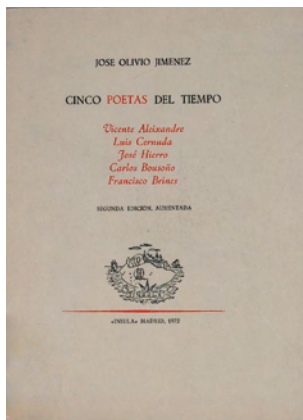 JOSE OLIVIO JIMENEZ
CINCO POETAS DEL TIEMPO
Vicente Aleixandre
Luis Cernuda
José Hierro
Carlos Bousoño
Francisco Brines
SEGUNDA EDICIÓN, AUMENTADA
«INSULA» MADRID, 1972